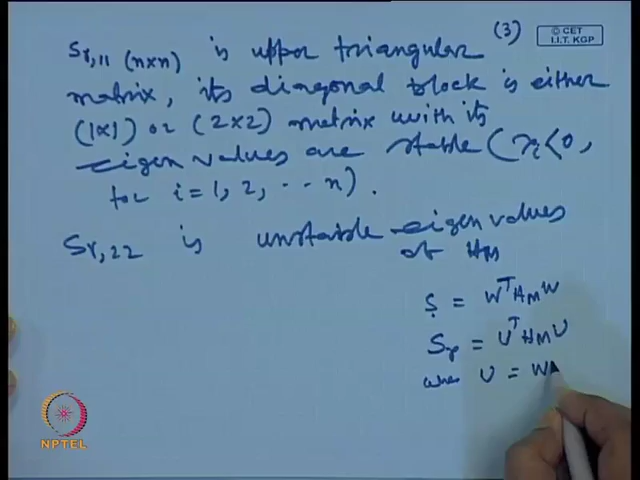 (3)
© CET
I.I.T. KGP
Sr,11 (n×n) is upper triangular
matrix, its diagonal block is either
(1×1) or (2×2) matrix with its
eigen values are stable (λi<0,
for i=1, 2, -- n).
Sr,22 is unstable eigen values
of HM
S = WᵀHMW
Sr = UᵀHMU
when U = W
NPTEL